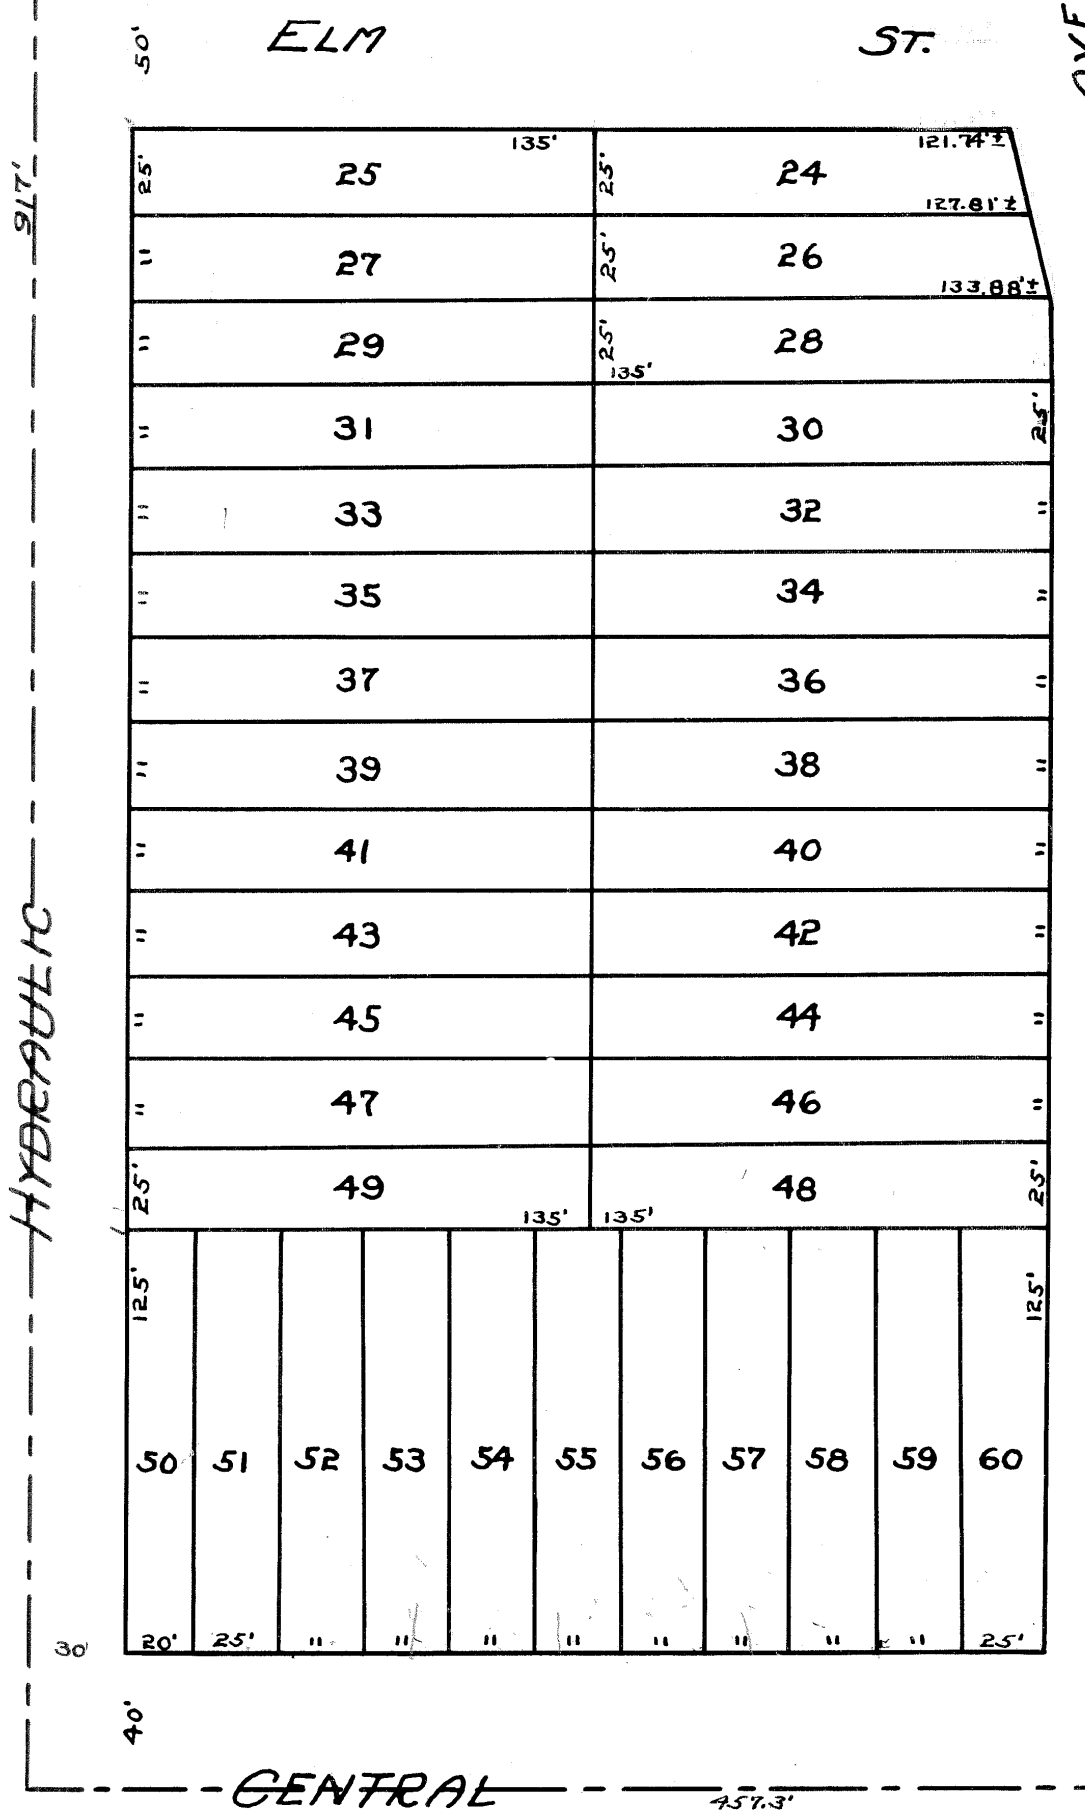 50' ELM ST.
917'
25' 25 135' 25' 24 121.74'±
127.81'±
" 27 25' 26
133.88'±
" 29 25' 28
135'
" 31 30 25'
" 33 32 "
" 35 34 "
" 37 36 "
" 39 38 "
" 41 40 "
" 43 42 "
HYDRAULIC
" 45 44 "
" 47 46 "
25' 49 48 25'
135' 135'
125' 125'
50 51 52 53 54 55 56 57 58 59 60
30' 20' 25' " " " " " " " " 25'
40'
CENTRAL 457.3'